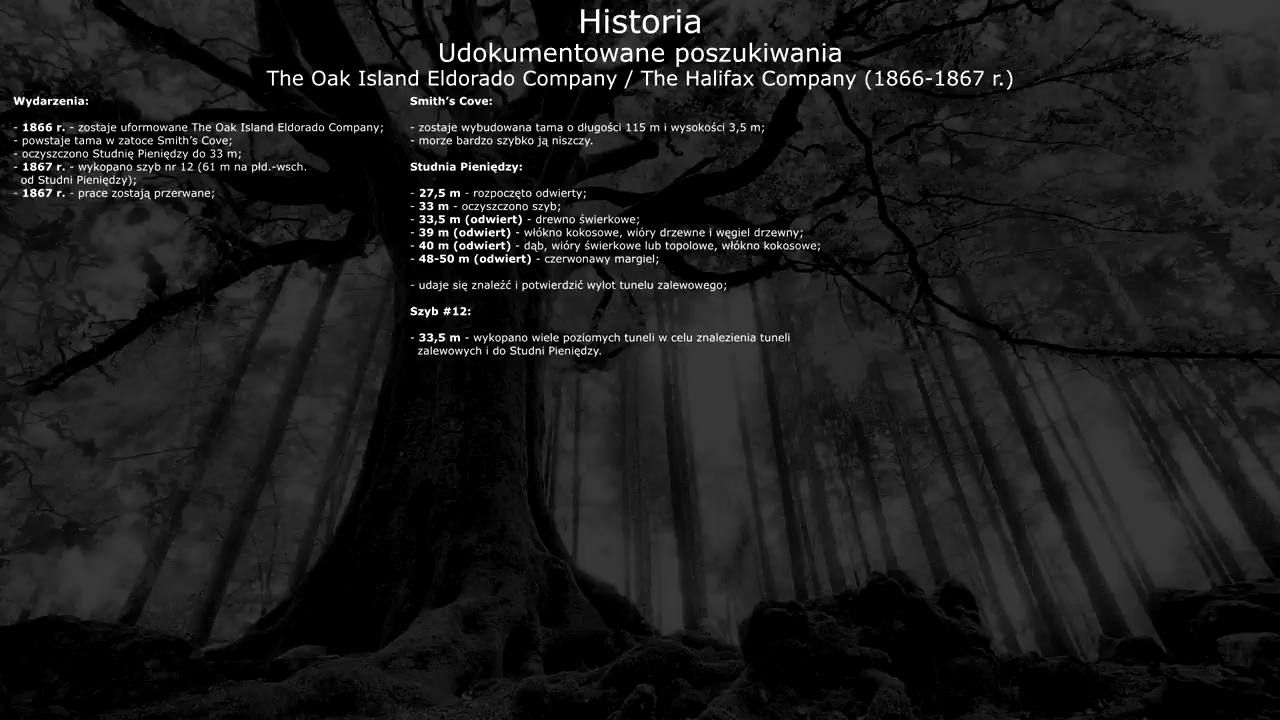 Historia
Udokumentowane poszukiwania
The Oak Island Eldorado Company / The Halifax Company (1866-1867 r.)
Wydarzenia:
- 1866 r. - zostaje uformowane The Oak Island Eldorado Company;
- powstaje tama w zatoce Smith's Cove;
- oczyszczono Studnię Pieniędzy do 33 m;
- 1867 r. - wykopano szyb nr 12 (61 m na płd.-wsch.
od Studni Pieniędzy);
- 1867 r. - prace zostają przerwane;
Smith's Cove:
- zostaje wybudowana tama o długości 115 m i wysokości 3,5 m;
- morze bardzo szybko ją niszczy.
Studnia Pieniędzy:
- 27,5 m - rozpoczęto odwierty;
- 33 m - oczyszczono szyb;
- 33,5 m (odwiert) - drewno świerkowe;
- 39 m (odwiert) - włókno kokosowe, wióry drzewne i węgiel drzewny;
- 40 m (odwiert) - dąb, wióry świerkowe lub topolowe, włókno kokosowe;
- 48-50 m (odwiert) - czerwonawy margiel;
- udaje się znaleźć i potwierdzić wylot tunelu zalewowego;
Szyb #12:
- 33,5 m - wykopano wiele poziomych tuneli w celu znalezienia tuneli
zalewowych i do Studni Pieniędzy.